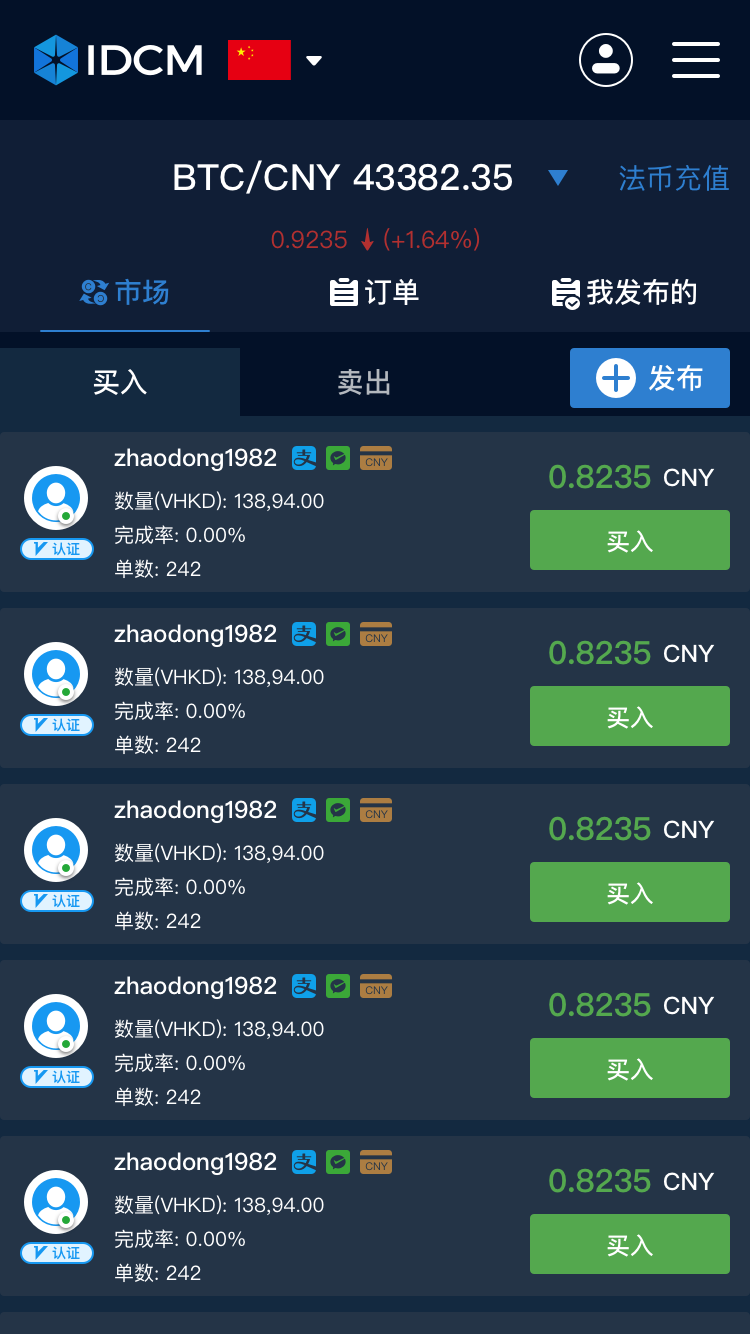 IDCM
BTC/CNY 43382.35
法币充值
0.9235 (+1.64%)
市场
订单
我发布的
买入
卖出
发布
zhaodong1982 支 CNY
数量(VHKD): 138,94.00
完成率: 0.00%
单数: 242
V 认证
0.8235 CNY
买入
zhaodong1982 支 CNY
数量(VHKD): 138,94.00
完成率: 0.00%
单数: 242
V 认证
0.8235 CNY
买入
zhaodong1982 支 CNY
数量(VHKD): 138,94.00
完成率: 0.00%
单数: 242
V 认证
0.8235 CNY
买入
zhaodong1982 支 CNY
数量(VHKD): 138,94.00
完成率: 0.00%
单数: 242
V 认证
0.8235 CNY
买入
zhaodong1982 支 CNY
数量(VHKD): 138,94.00
完成率: 0.00%
单数: 242
V 认证
0.8235 CNY
买入